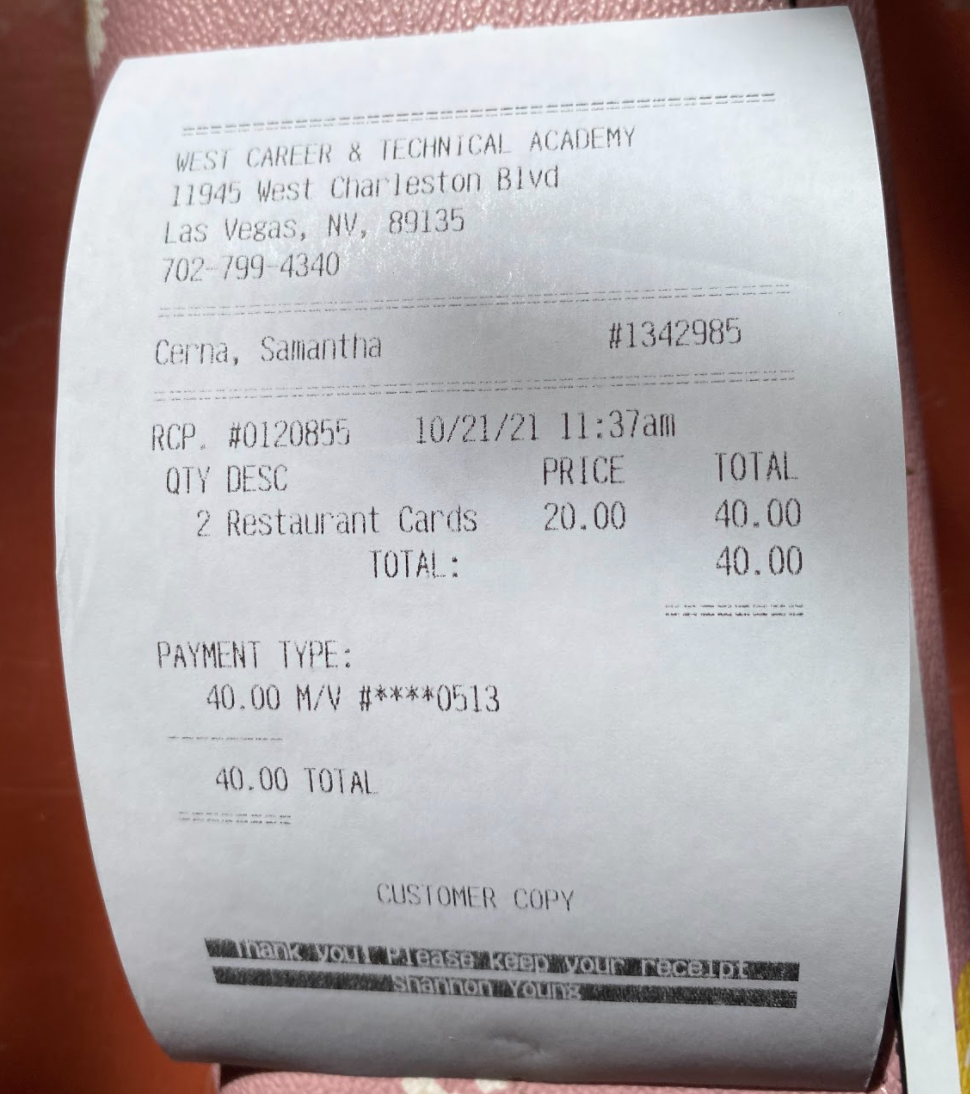 ================================================
WEST CAREER & TECHNICAL ACADEMY
11945 West Charleston Blvd
Las Vegas, NV, 89135
702-799-4340
Cerna, Samantha #1342985
RCP. #0120855 10/21/21 11:37am
QTY DESC PRICE TOTAL
2 Restaurant Cards 20.00 40.00
TOTAL: 40.00
PAYMENT TYPE:
40.00 M/V #****0513
40.00 TOTAL
CUSTOMER COPY
Thank you! Please keep your receipt
Shannon Young